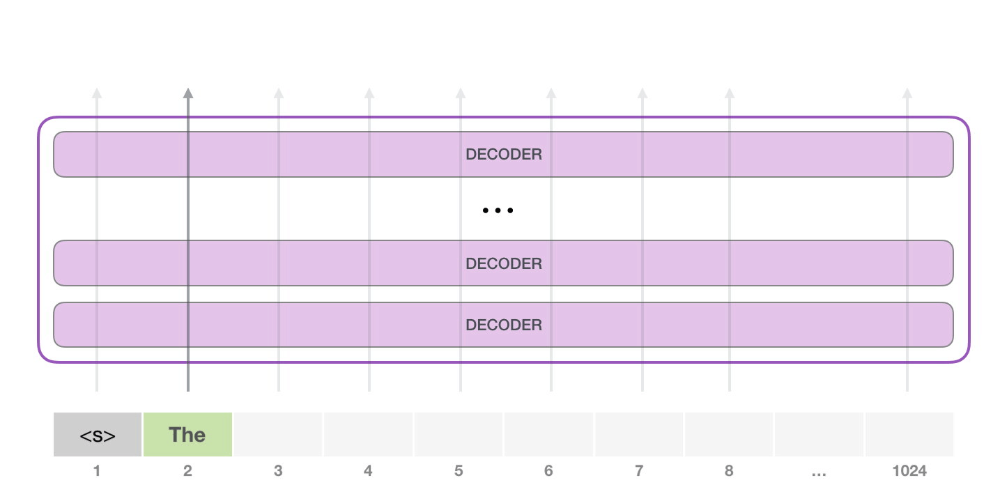 DECODER
...
DECODER
DECODER
<s> The
1 2 3 4 5 6 7 8 ... 1024